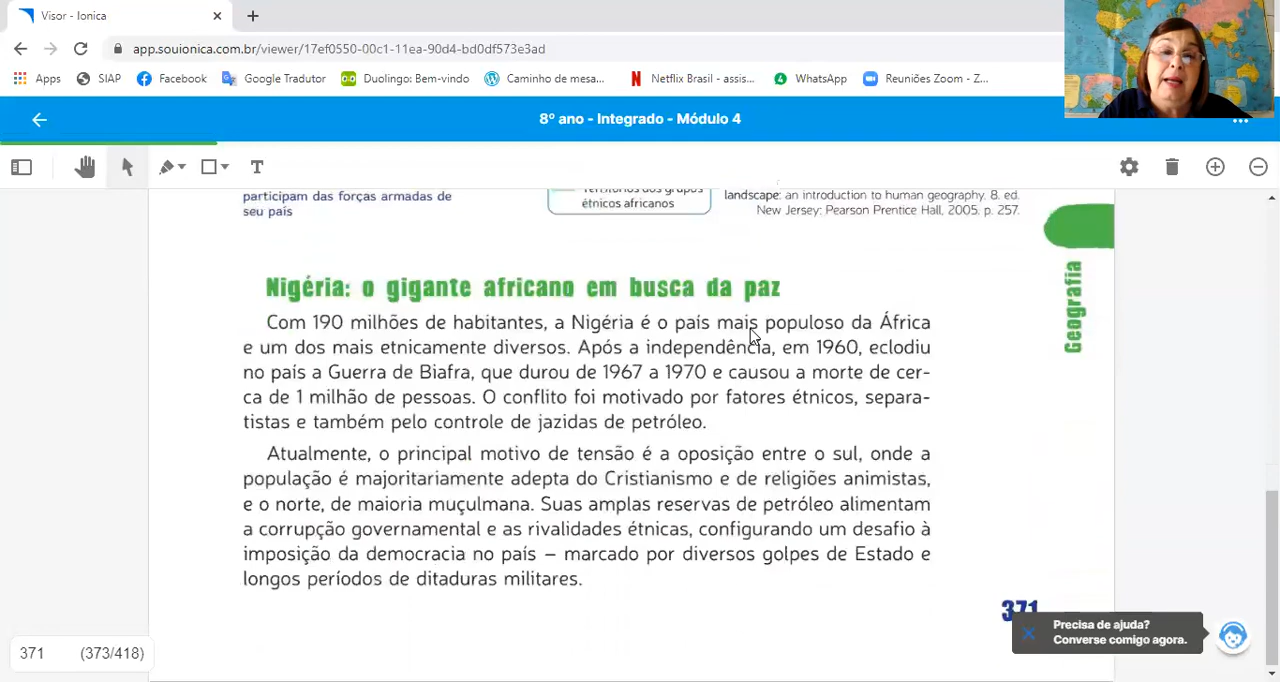 Visor - Ionica
app.souionica.com.br/viewer/17ef0550-00c1-11ea-90d4-bd0df573e3ad
Apps SIAP Facebook Google Tradutor Duolingo: Bem-vindo Caminho de mesa... Netflix Brasil - assis... WhatsApp Reuniões Zoom - Z...
8º ano - Integrado - Módulo 4
T
participam das forças armadas de
seu país
Territórios dos grupos
étnicos africanos
landscape: an introduction to human geography. 8. ed.
New Jersey: Pearson Prentice Hall, 2005. p. 257.
Geografia
Nigéria: o gigante africano em busca da paz
Com 190 milhões de habitantes, a Nigéria é o país mais populoso da África
e um dos mais etnicamente diversos. Após a independência, em 1960, eclodiu
no país a Guerra de Biafra, que durou de 1967 a 1970 e causou a morte de cer-
ca de 1 milhão de pessoas. O conflito foi motivado por fatores étnicos, separa-
tistas e também pelo controle de jazidas de petróleo.
Atualmente, o principal motivo de tensão é a oposição entre o sul, onde a
população é majoritariamente adepta do Cristianismo e de religiões animistas,
e o norte, de maioria muçulmana. Suas amplas reservas de petróleo alimentam
a corrupção governamental e as rivalidades étnicas, configurando um desafio à
imposição da democracia no país – marcado por diversos golpes de Estado e
longos períodos de ditaduras militares.
371
Precisa de ajuda?
Converse comigo agora.
371 (373/418)